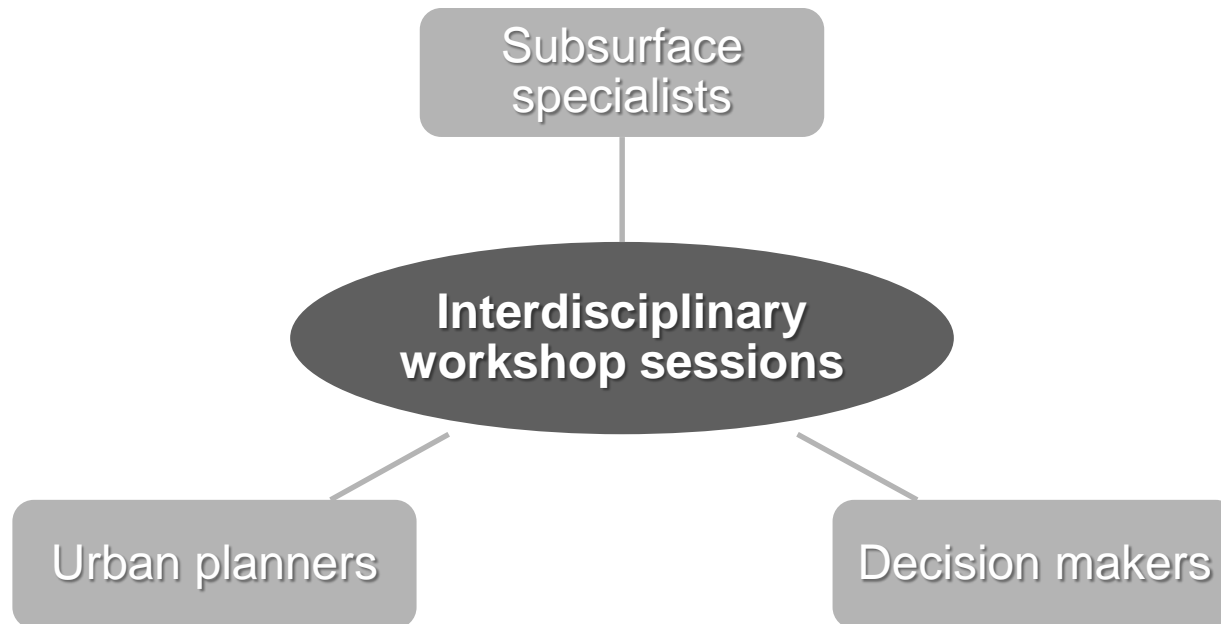 Subsurface
specialists
Interdisciplinary
workshop sessions
Urban planners
Decision makers